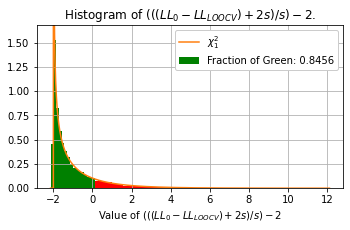 Histogram of (((LL₀ − LL_LOOCV) + 2s)/s) − 2.
χ²₁
Fraction of Green: 0.8456
1.50
1.25
1.00
0.75
0.50
0.25
0.00
−2 0 2 4 6 8 10 12
Value of (((LL₀ − LL_LOOCV) + 2s)/s) − 2